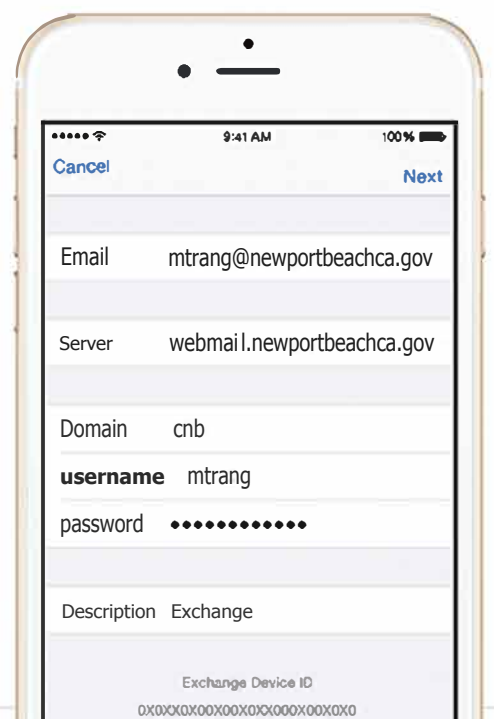 9:41 AM 100%
Cancel Next
Email mtrang@newportbeachca.gov
Server webmail.newportbeachca.gov
Domain cnb
username mtrang
password ••••••••••••
Description Exchange
Exchange Device ID
0X0XX0X00X00X0XX000X00X0X0